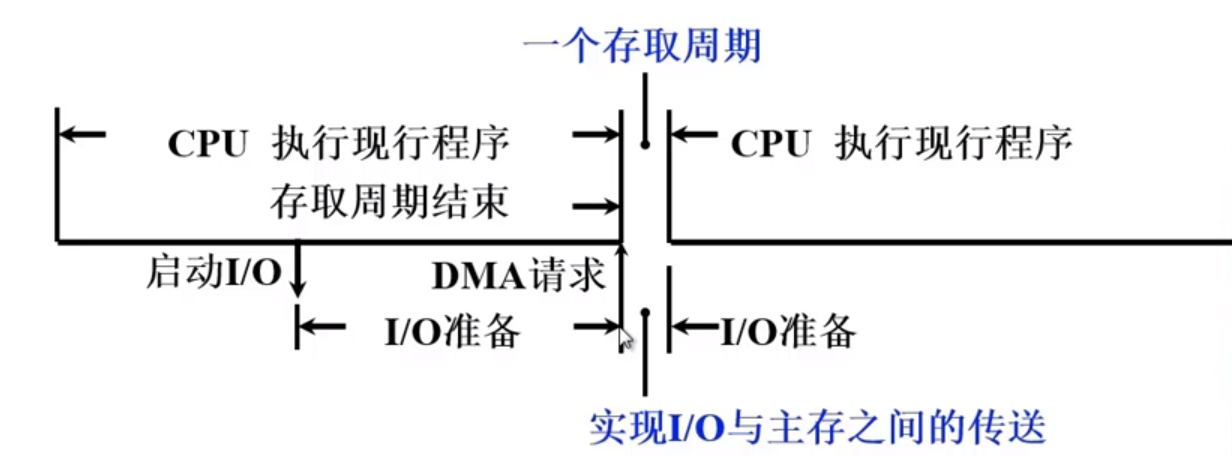 一个存取周期
CPU 执行现行程序
CPU 执行现行程序
存取周期结束
启动I/O
DMA请求
I/O准备
I/O准备
实现I/O与主存之间的传送